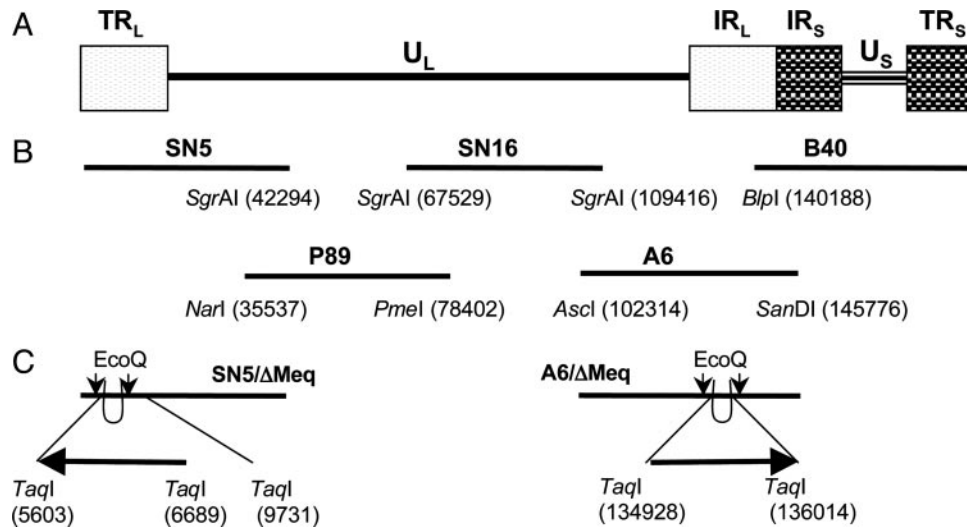 A
TRL UL IRL IRS US TRS
B
SN5 SN16 B40
SgrAI (42294) SgrAI (67529) SgrAI (109416) BlpI (140188)
P89 A6
NarI (35537) PmeI (78402) AscI (102314) SanDI (145776)
C
EcoQ SN5/ΔMeq A6/ΔMeq EcoQ
TaqI TaqI TaqI TaqI TaqI
(5603) (6689) (9731) (134928) (136014)